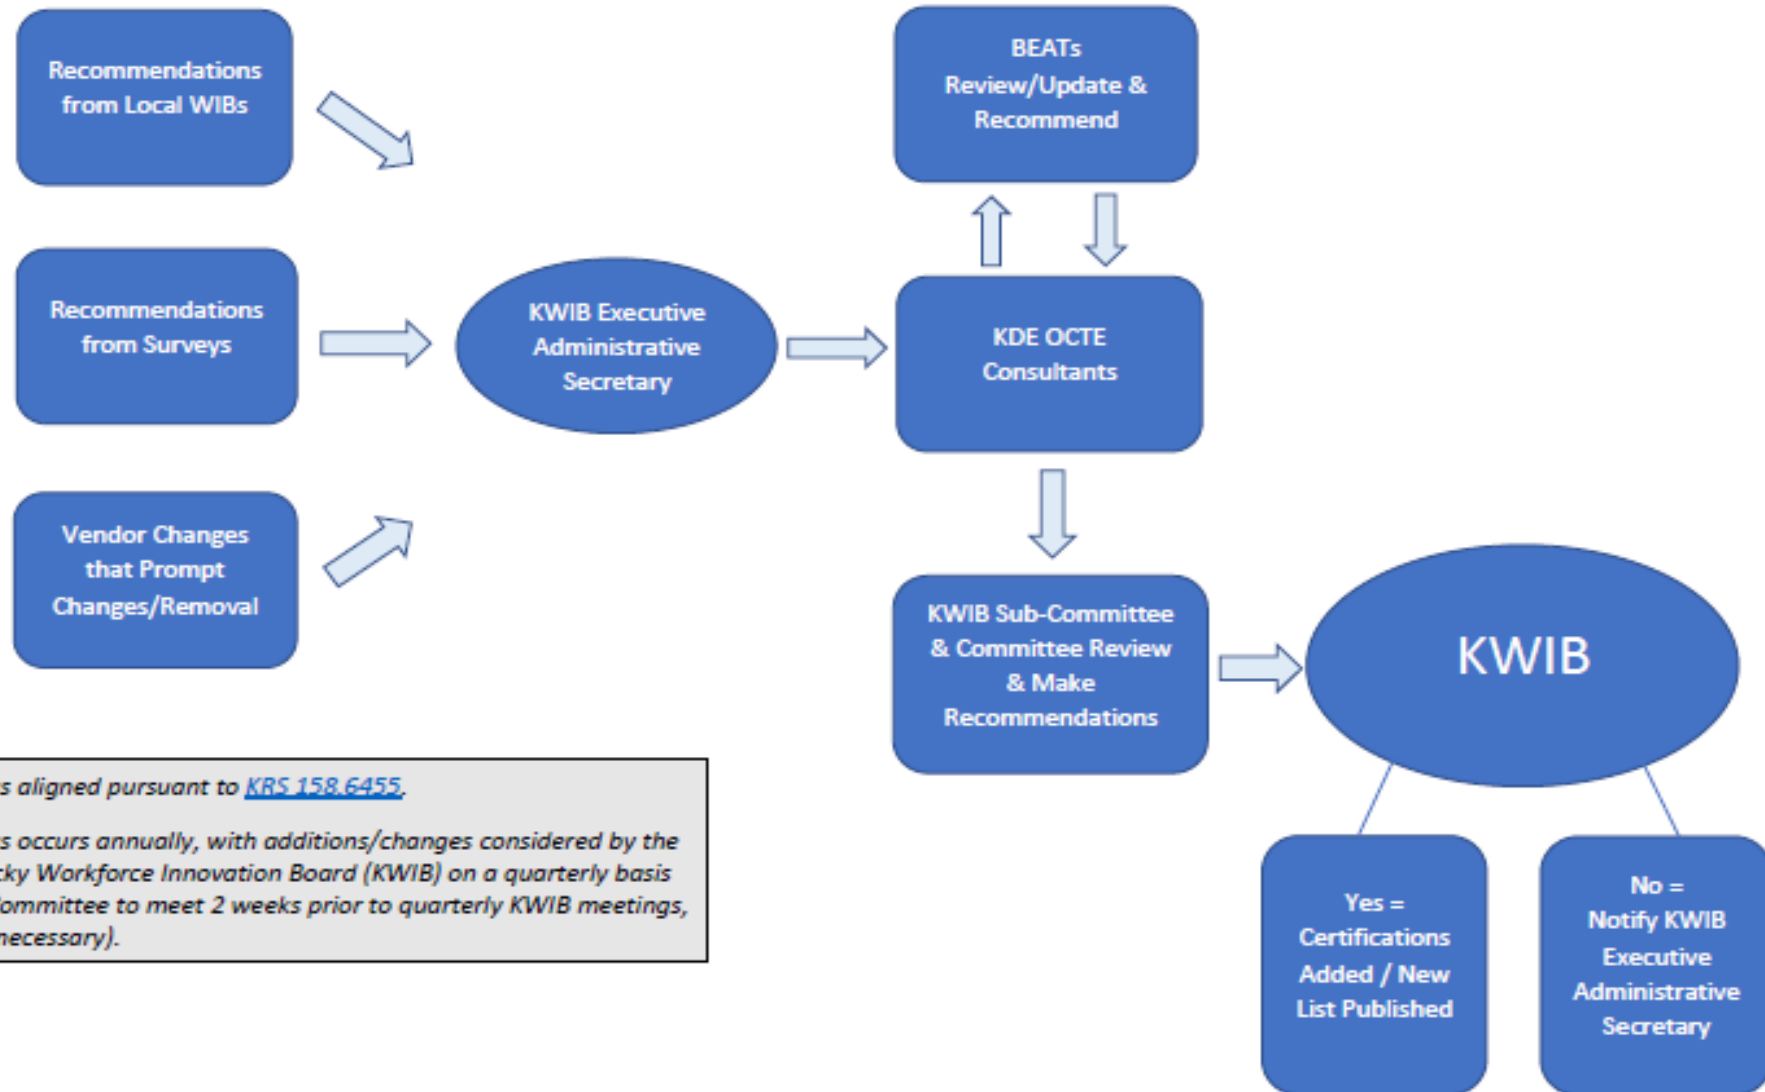 Recommendations
from Local WIBs
BEATs
Review/Update &
Recommend
Recommendations
from Surveys
KWIB Executive
Administrative
Secretary
KDE OCTE
Consultants
Vendor Changes
that Prompt
Changes/Removal
KWIB Sub-Committee
& Committee Review
& Make
Recommendations
KWIB
aligned pursuant to KRS 158.6455.
occurs annually, with additions/changes considered by the
Workforce Innovation Board (KWIB) on a quarterly basis
ommittee to meet 2 weeks prior to quarterly KWIB meetings,
necessary).
Yes =
Certifications
Added / New
List Published
No =
Notify KWIB
Executive
Administrative
Secretary